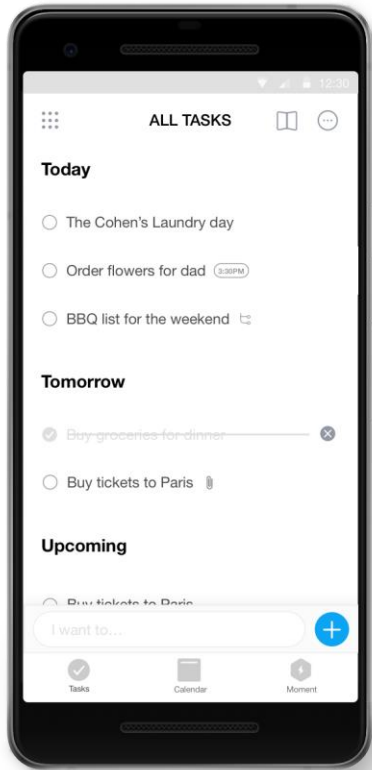 12:30
ALL TASKS
Today
The Cohen's Laundry day
Order flowers for dad 3:30PM
BBQ list for the weekend
Tomorrow
Buy groceries for dinner
Buy tickets to Paris
Upcoming
Buy tickets to Paris
I want to...
Tasks Calendar Moment